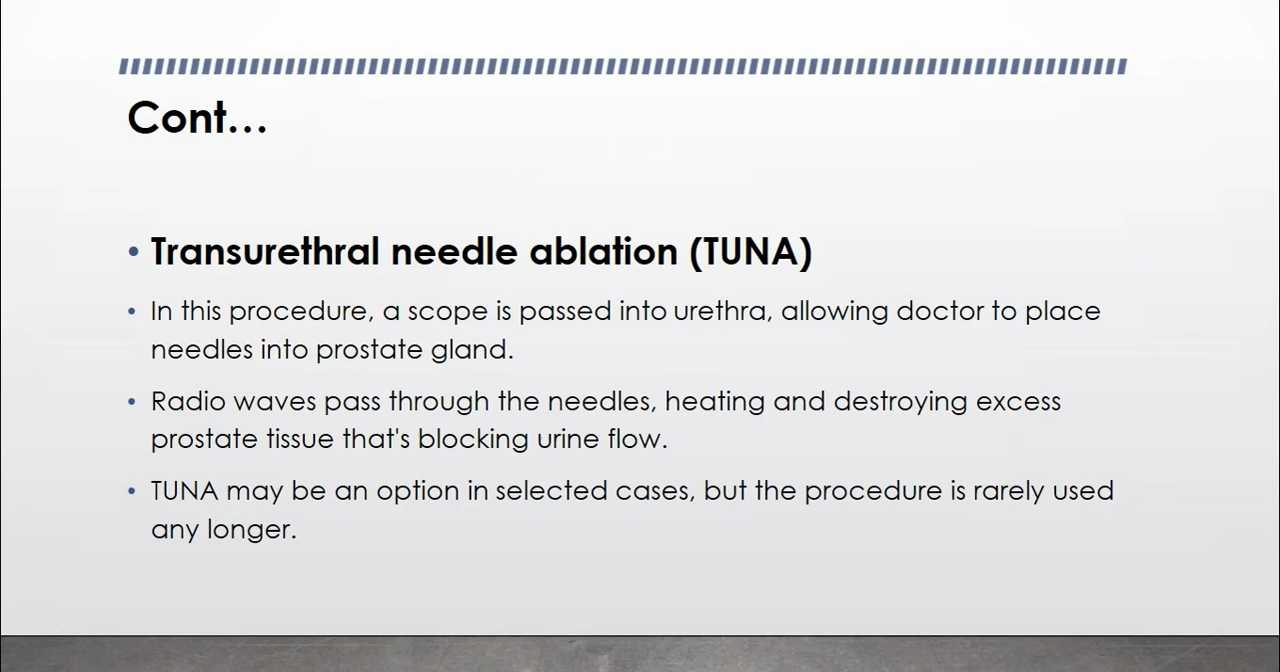 Cont...
• Transurethral needle ablation (TUNA)
• In this procedure, a scope is passed into urethra, allowing doctor to place
needles into prostate gland.
• Radio waves pass through the needles, heating and destroying excess
prostate tissue that's blocking urine flow.
• TUNA may be an option in selected cases, but the procedure is rarely used
any longer.